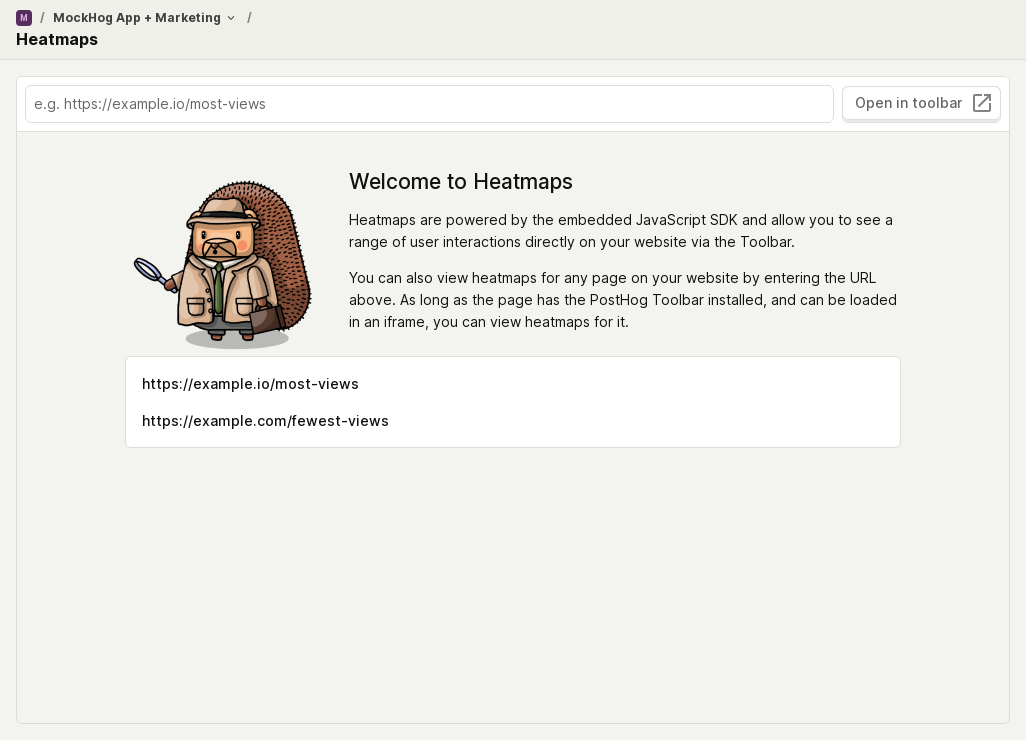 M / MockHog App + Marketing /
Heatmaps
e.g. https://example.io/most-views
Open in toolbar
Welcome to Heatmaps
Heatmaps are powered by the embedded JavaScript SDK and allow you to see a
range of user interactions directly on your website via the Toolbar.
You can also view heatmaps for any page on your website by entering the URL
above. As long as the page has the PostHog Toolbar installed, and can be loaded
in an iframe, you can view heatmaps for it.
https://example.io/most-views
https://example.com/fewest-views